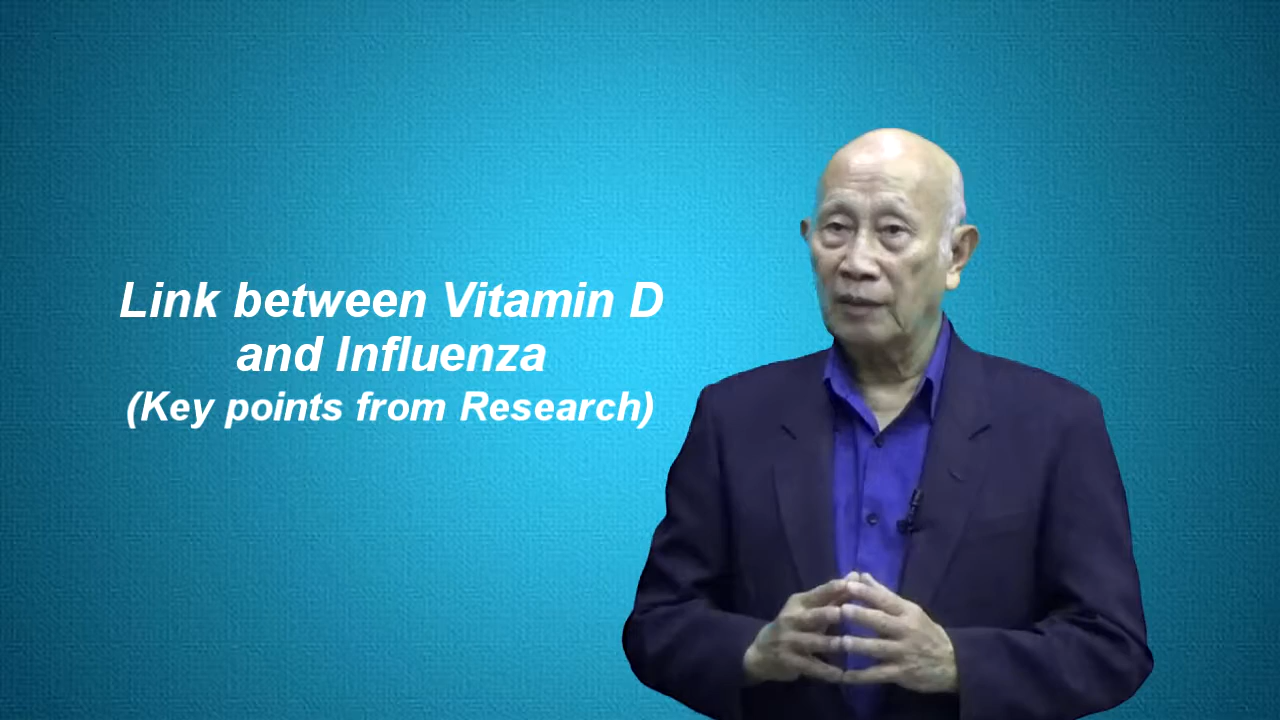 Link between Vitamin D
and Influenza
(Key points from Research)